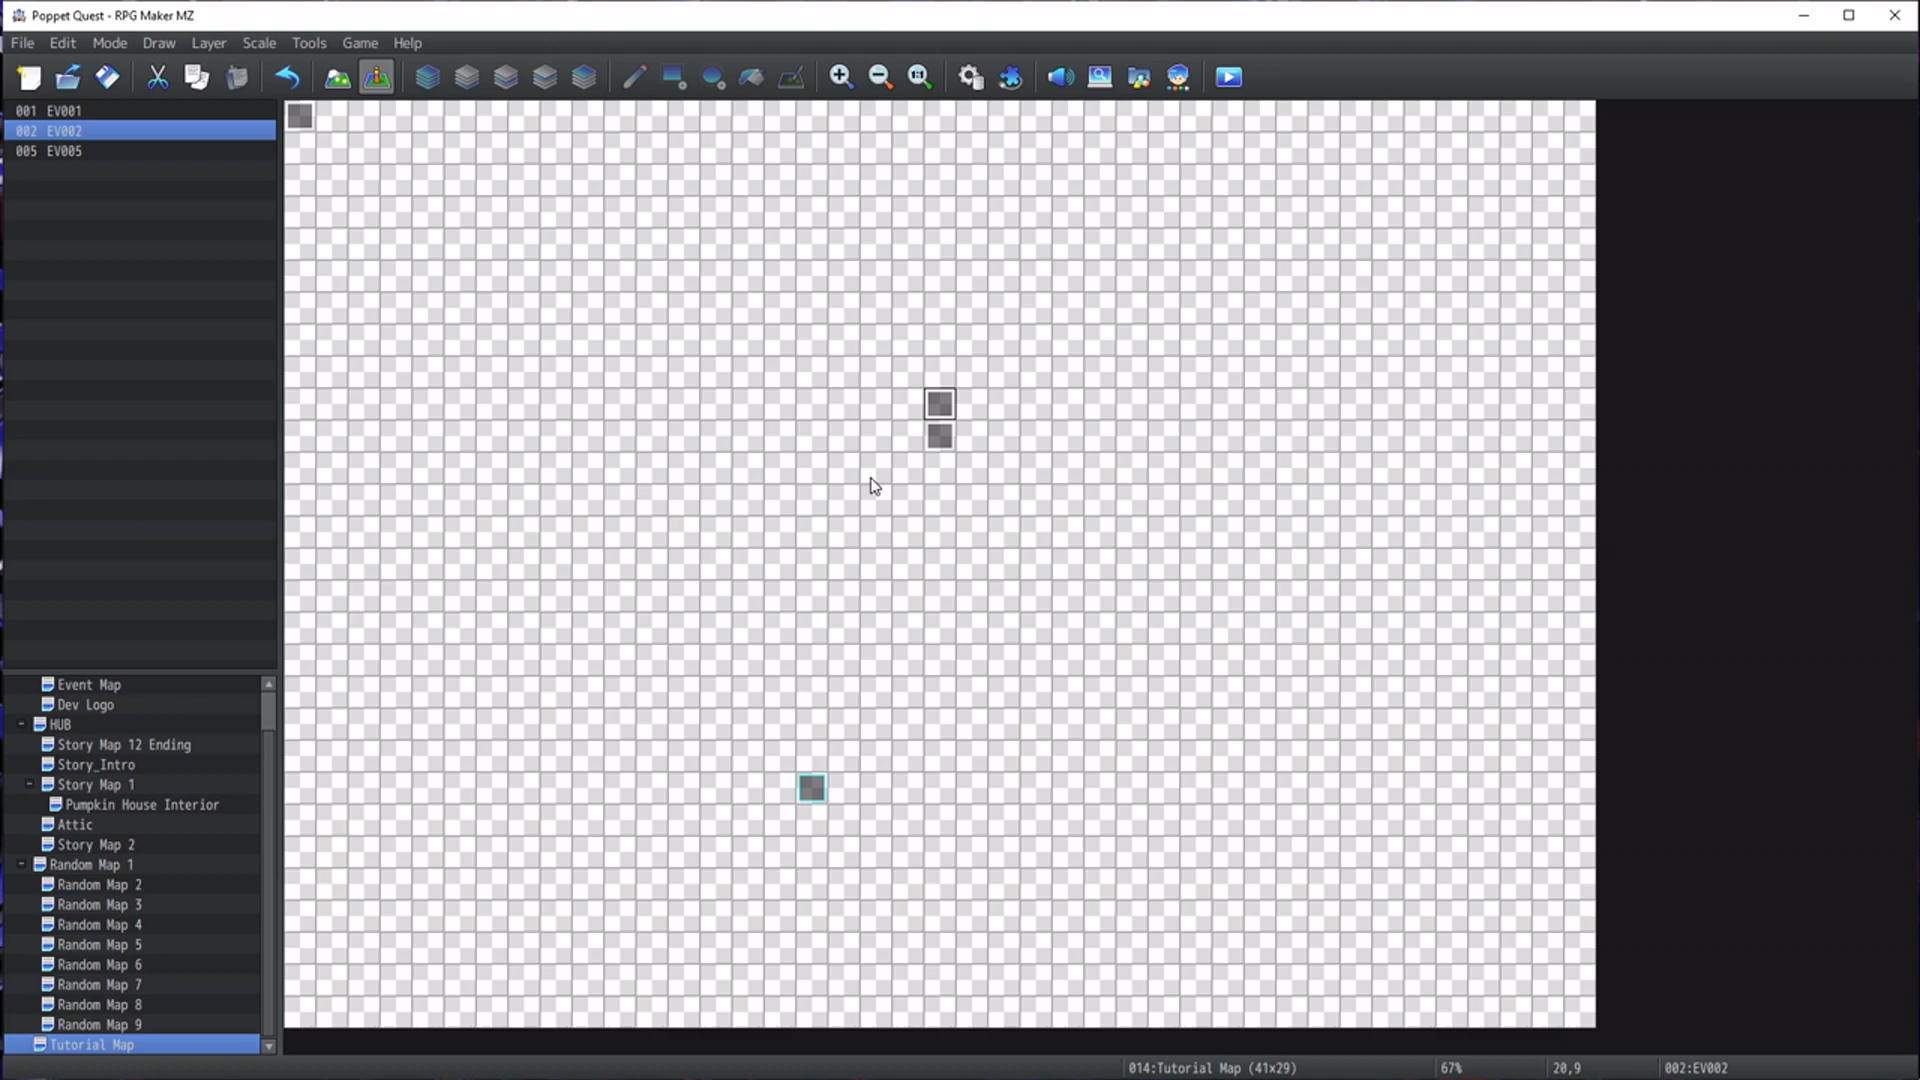 Poppet Quest - RPG Maker MZ
File Edit Mode Draw Layer Scale Tools Game Help
1:1
001 EV001
002 EV002
005 EV005
Event Map
Dev Logo
HUB
Story Map 12 Ending
Story_Intro
Story Map 1
Pumpkin House Interior
Attic
Story Map 2
Random Map 1
Random Map 2
Random Map 3
Random Map 4
Random Map 5
Random Map 6
Random Map 7
Random Map 8
Random Map 9
Tutorial Map
014:Tutorial Map (41x29) 67% 20,9 002:EV002